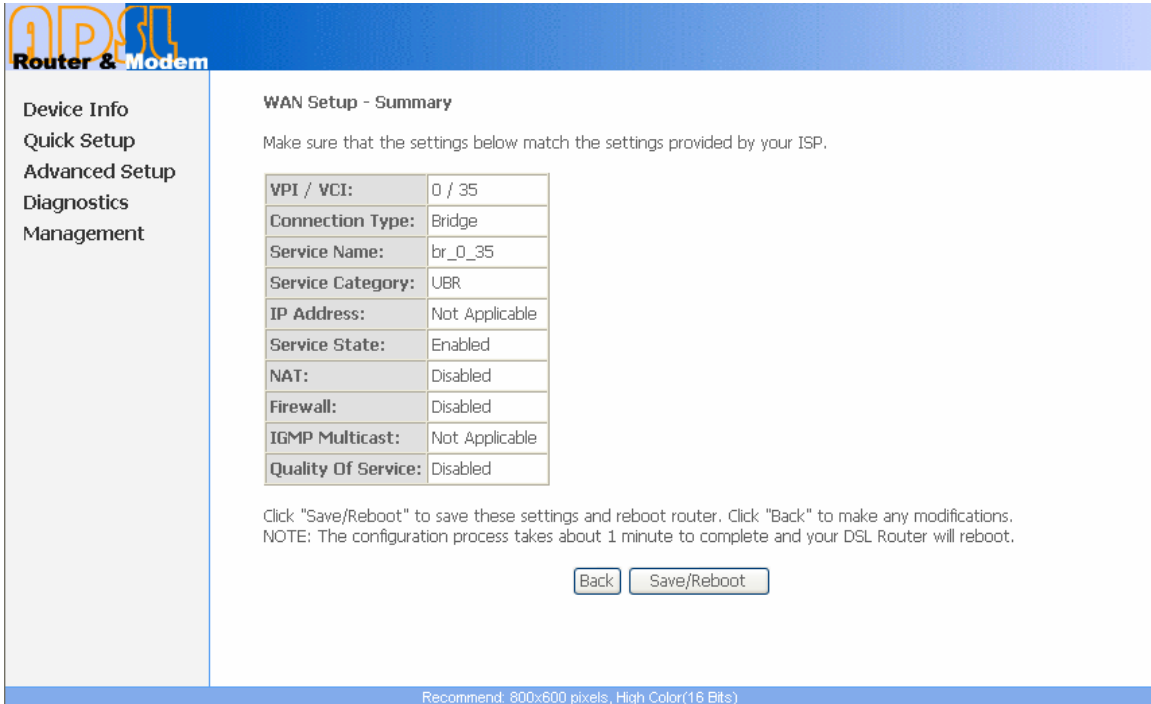 ADSL
Router & Modem
Device Info
Quick Setup
Advanced Setup
Diagnostics
Management
WAN Setup - Summary
Make sure that the settings below match the settings provided by your ISP.
VPI / VCI: 0 / 35
Connection Type: Bridge
Service Name: br_0_35
Service Category: UBR
IP Address: Not Applicable
Service State: Enabled
NAT: Disabled
Firewall: Disabled
IGMP Multicast: Not Applicable
Quality Of Service: Disabled
Click "Save/Reboot" to save these settings and reboot router. Click "Back" to make any modifications.
NOTE: The configuration process takes about 1 minute to complete and your DSL Router will reboot.
Back Save/Reboot
Recommend: 800x600 pixels, High Color(16 Bits)